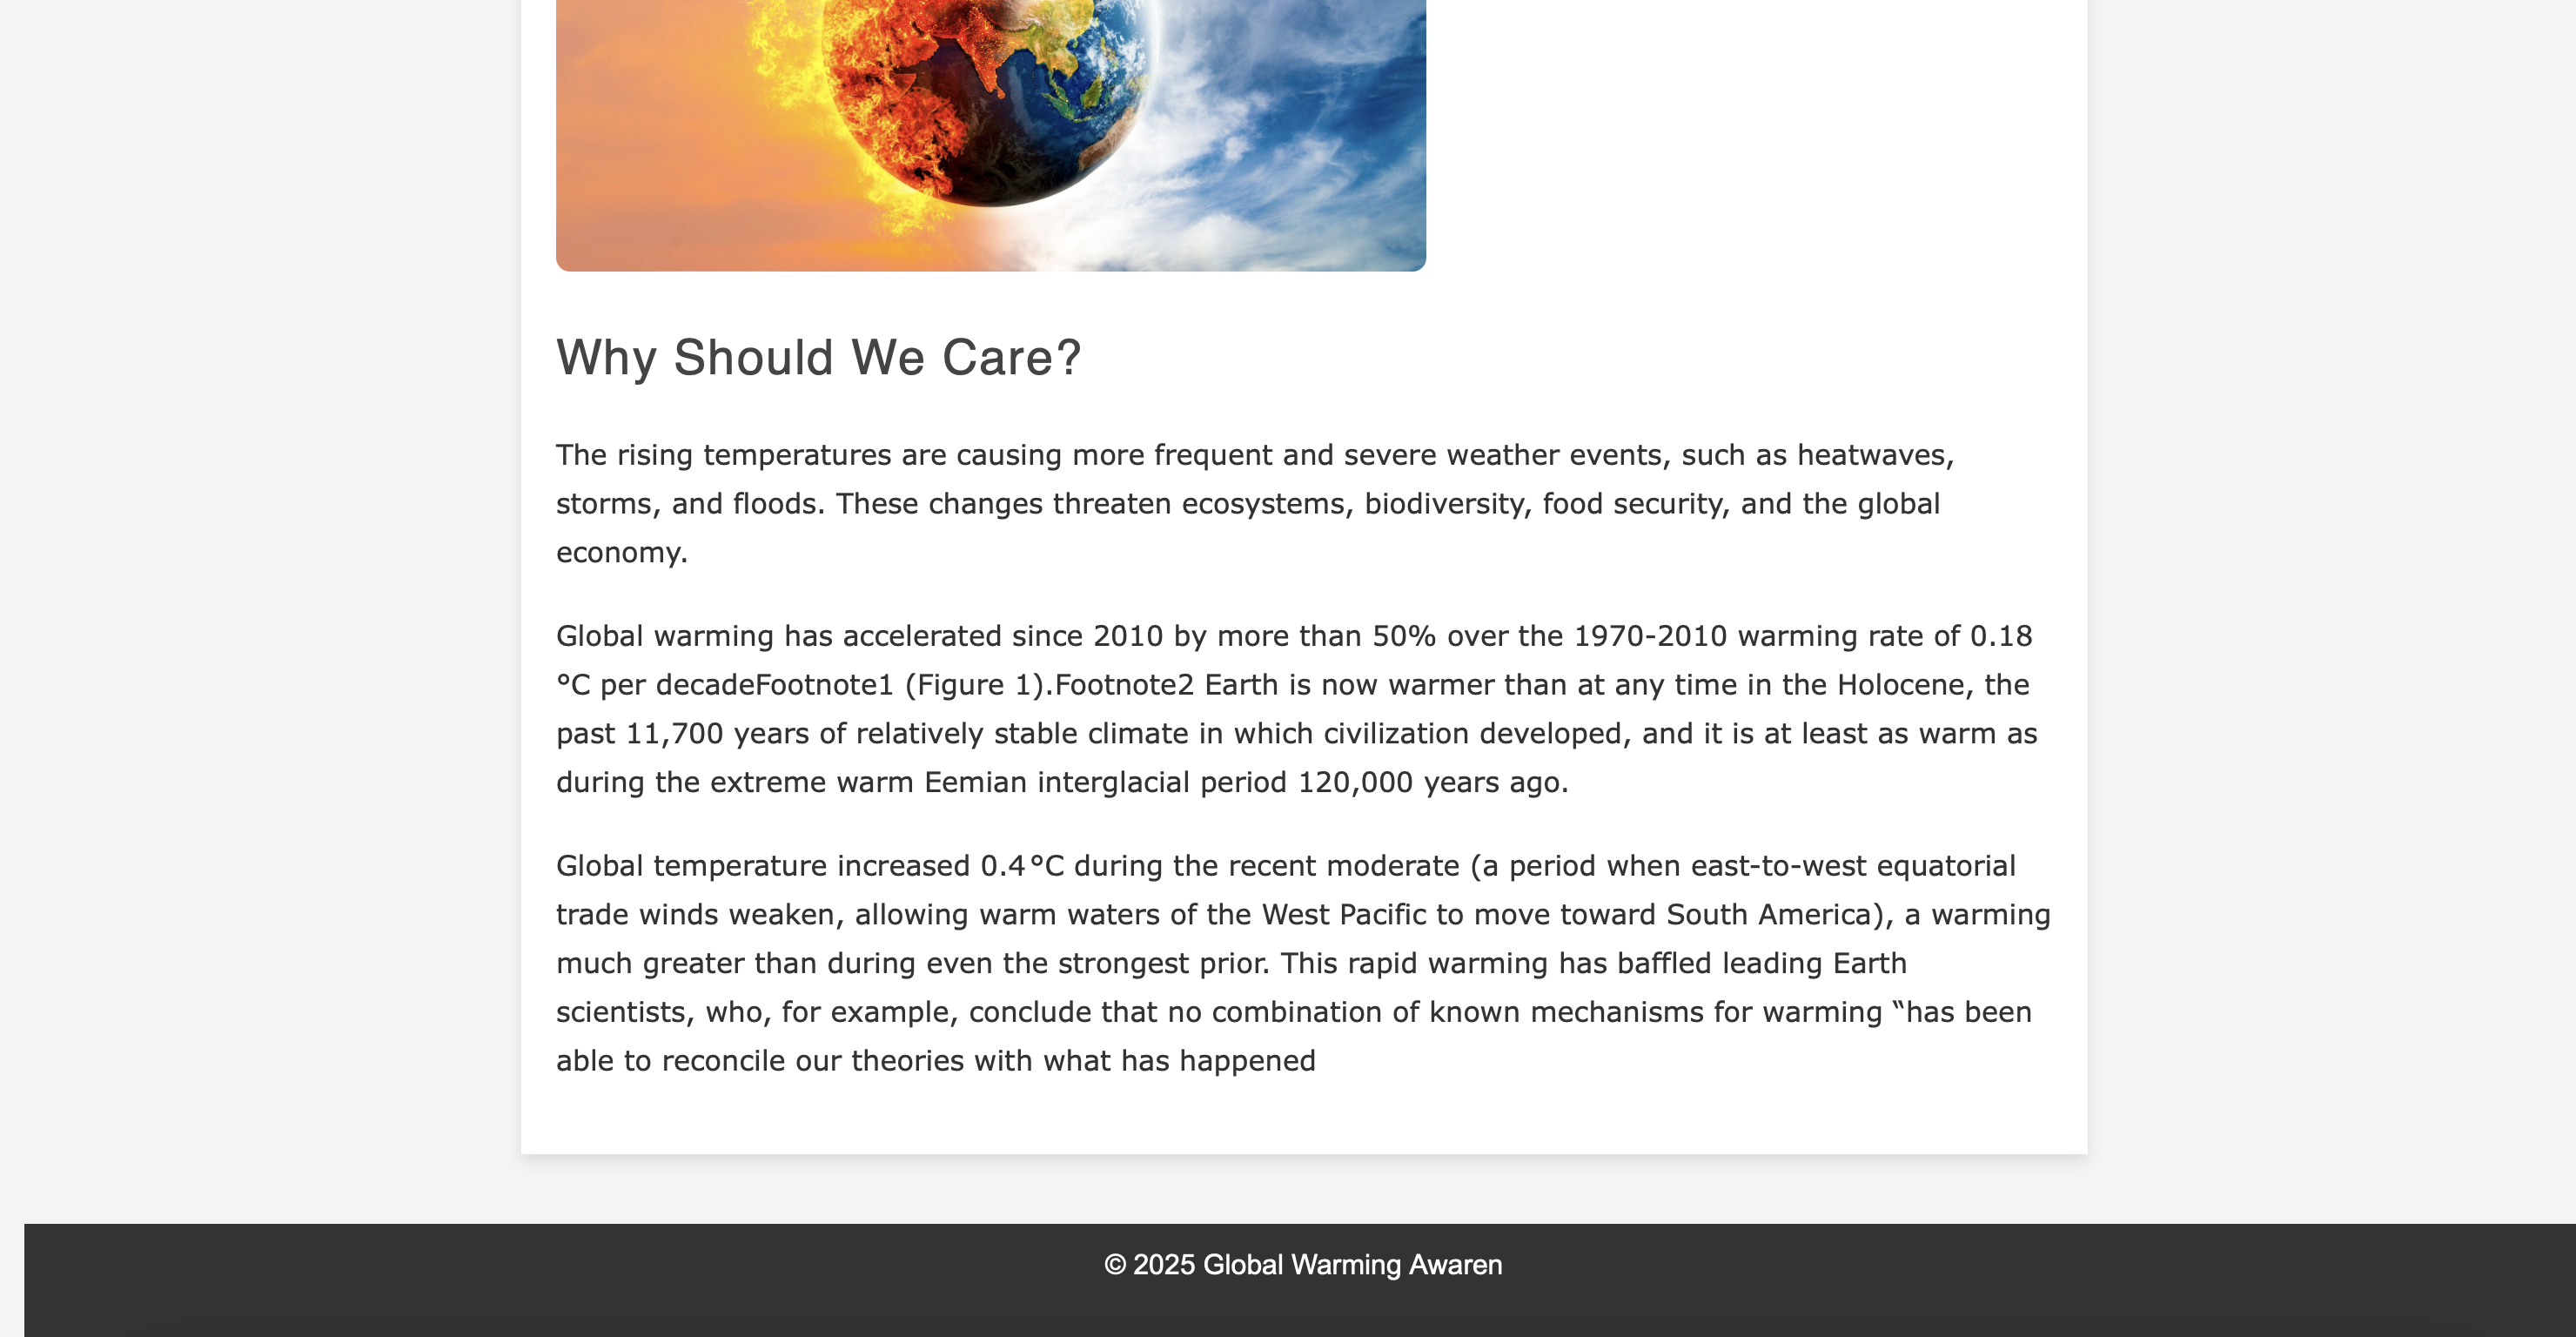 Why Should We Care?
The rising temperatures are causing more frequent and severe weather events, such as heatwaves,
storms, and floods. These changes threaten ecosystems, biodiversity, food security, and the global
economy.
Global warming has accelerated since 2010 by more than 50% over the 1970-2010 warming rate of 0.18
°C per decadeFootnote1 (Figure 1).Footnote2 Earth is now warmer than at any time in the Holocene, the
past 11,700 years of relatively stable climate in which civilization developed, and it is at least as warm as
during the extreme warm Eemian interglacial period 120,000 years ago.
Global temperature increased 0.4°C during the recent moderate (a period when east-to-west equatorial
trade winds weaken, allowing warm waters of the West Pacific to move toward South America), a warming
much greater than during even the strongest prior. This rapid warming has baffled leading Earth
scientists, who, for example, conclude that no combination of known mechanisms for warming “has been
able to reconcile our theories with what has happened
© 2025 Global Warming Awaren